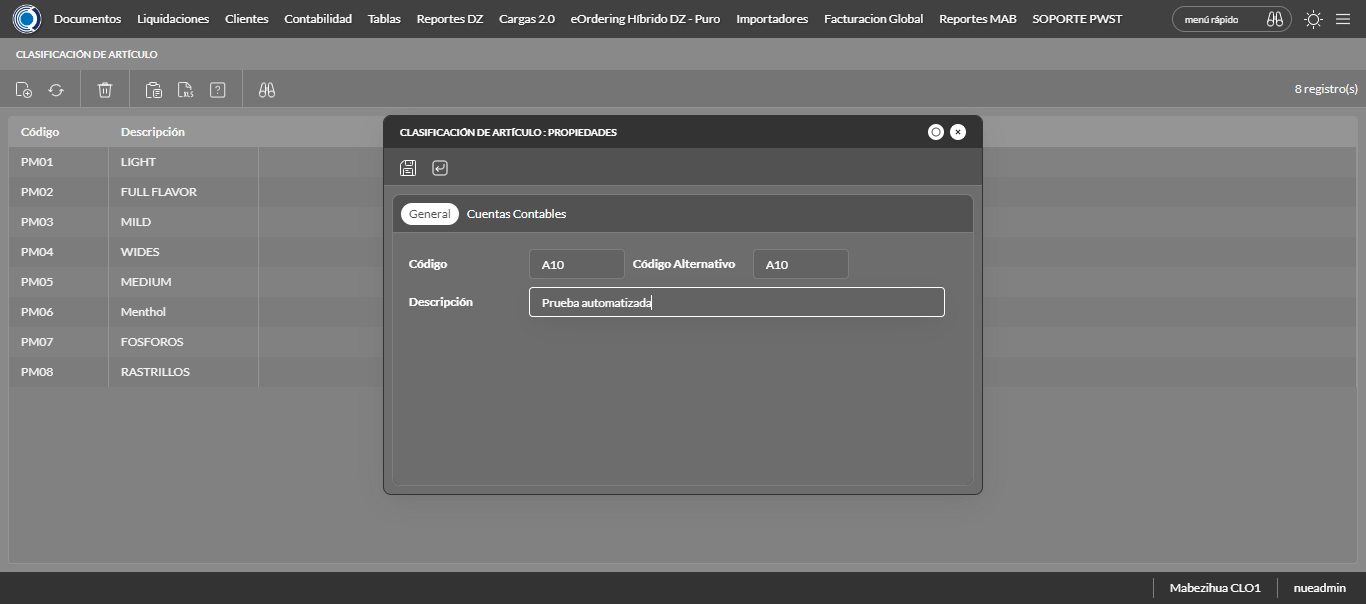 Documentos Liquidaciones Clientes Contabilidad Tablas Reportes DZ Cargas 2.0 eOrdering Híbrido DZ - Puro Importadores Facturacion Global Reportes MAB SOPORTE PWST menú rápido
CLASIFICACIÓN DE ARTÍCULO
XLS ? 8 registro(s)
Código Descripción
PM01 LIGHT
PM02 FULL FLAVOR
PM03 MILD
PM04 WIDES
PM05 MEDIUM
PM06 Menthol
PM07 FOSFOROS
PM08 RASTRILLOS
CLASIFICACIÓN DE ARTÍCULO : PROPIEDADES
General Cuentas Contables
Código A10 Código Alternativo A10
Descripción Prueba automatizada
Mabezihua CLO1 nueadmin